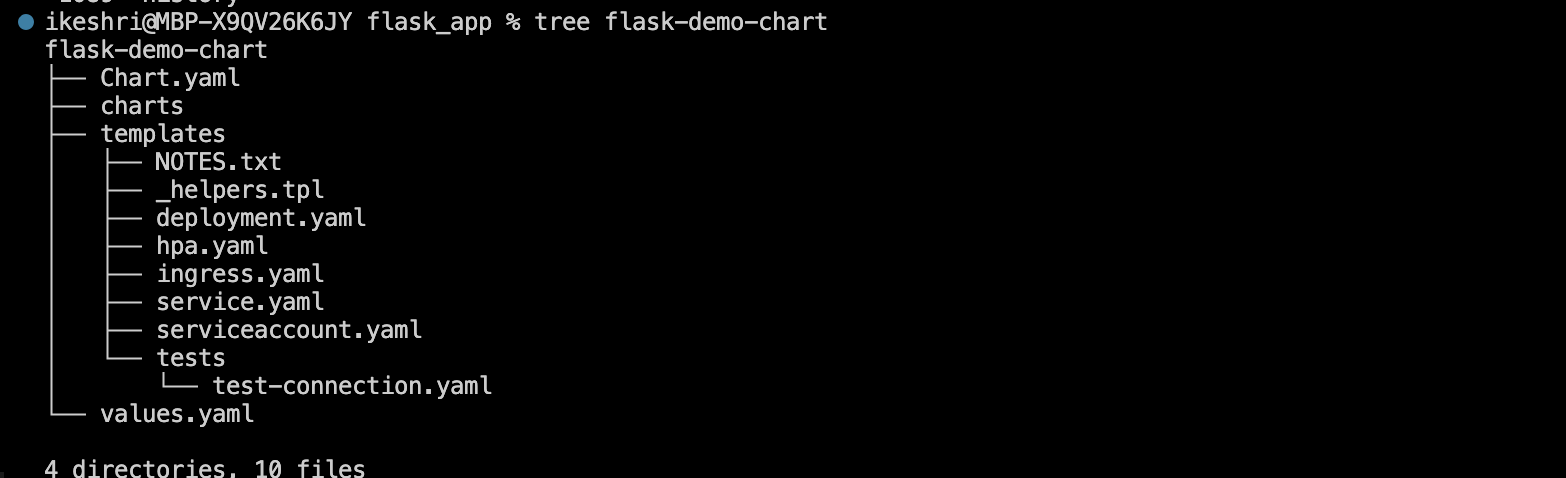 ikeshri@MBP-X9QV26K6JY flask_app % tree flask-demo-chart
flask-demo-chart
├── Chart.yaml
├── charts
├── templates
│   ├── NOTES.txt
│   ├── _helpers.tpl
│   ├── deployment.yaml
│   ├── hpa.yaml
│   ├── ingress.yaml
│   ├── service.yaml
│   ├── serviceaccount.yaml
│   └── tests
│       └── test-connection.yaml
└── values.yaml
4 directories, 10 files